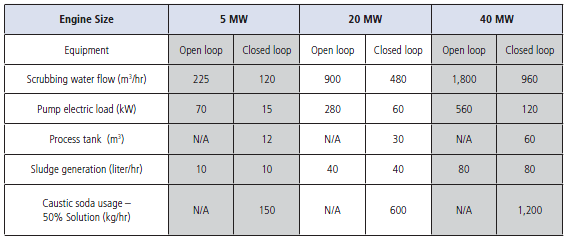 Engine Size 5 MW 20 MW 40 MW
Equipment Open loop Closed loop Open loop Closed loop Open loop Closed loop
Scrubbing water flow (m³/hr) 225 120 900 480 1,800 960
Pump electric load (kW) 70 15 280 60 560 120
Process tank (m³) N/A 12 N/A 30 N/A 60
Sludge generation (liter/hr) 10 10 40 40 80 80
Caustic soda usage –
50% Solution (kg/hr) N/A 150 N/A 600 N/A 1,200